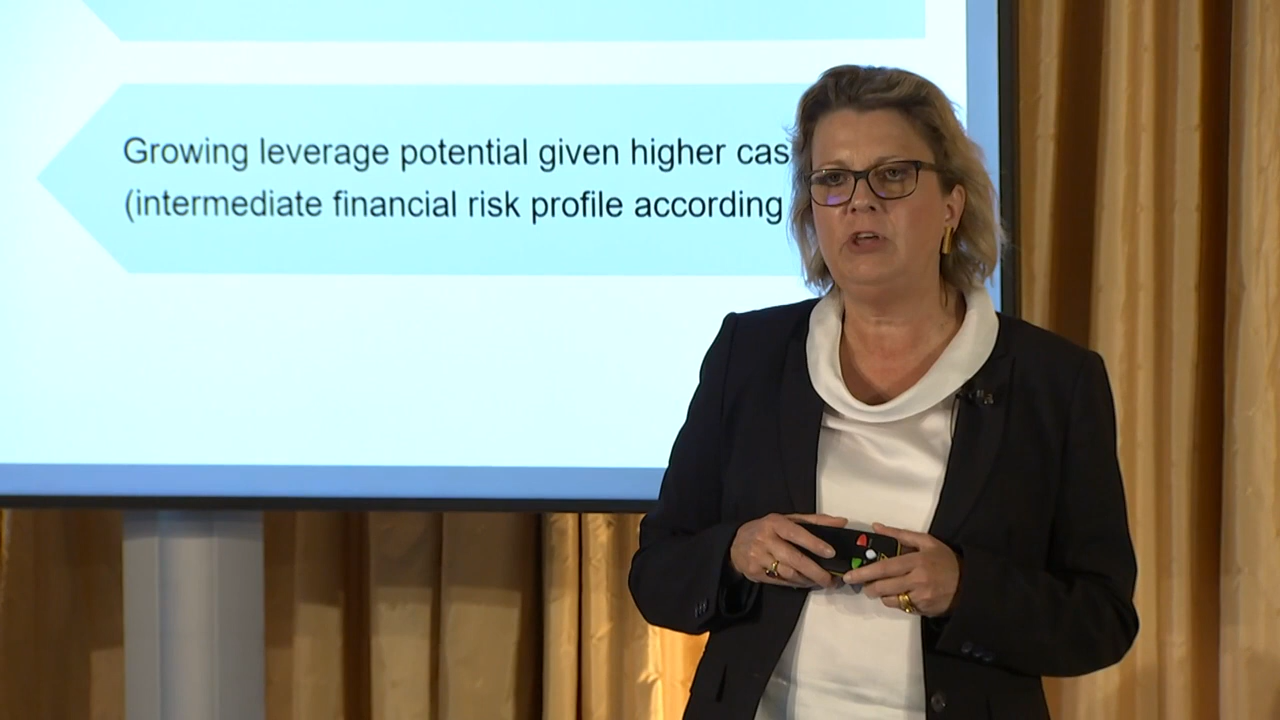 Growing leverage potential given higher cas
(intermediate financial risk profile according